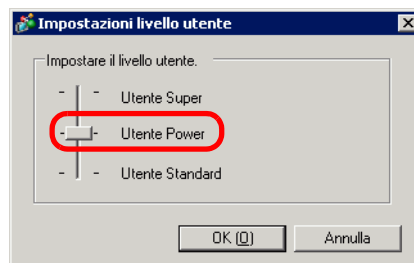 Impostazioni livello utente
Impostare il livello utente.
Utente Super
Utente Power
Utente Standard
OK (O) Annulla